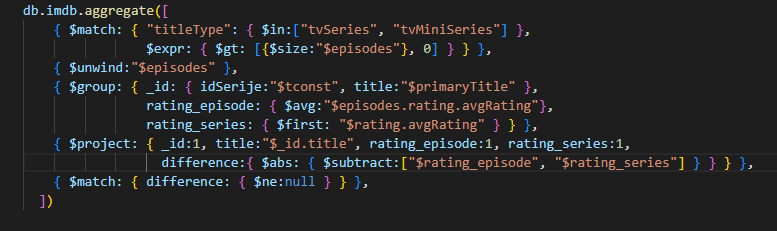 db.imdb.aggregate([
{ $match: { "titleType": { $in:["tvSeries", "tvMiniSeries"] },
$expr: { $gt: [{$size:"$episodes"}, 0] } } },
{ $unwind:"$episodes" },
{ $group: { _id: { idSerije:"$tconst", title:"$primaryTitle" },
rating_episode: { $avg:"$episodes.rating.avgRating"},
rating_series: { $first: "$rating.avgRating" } } },
{ $project: { _id:1, title:"$_id.title", rating_episode:1, rating_series:1,
difference:{ $abs: { $subtract:["$rating_episode", "$rating_series"] } } } },
{ $match: { difference: { $ne:null } } },
])